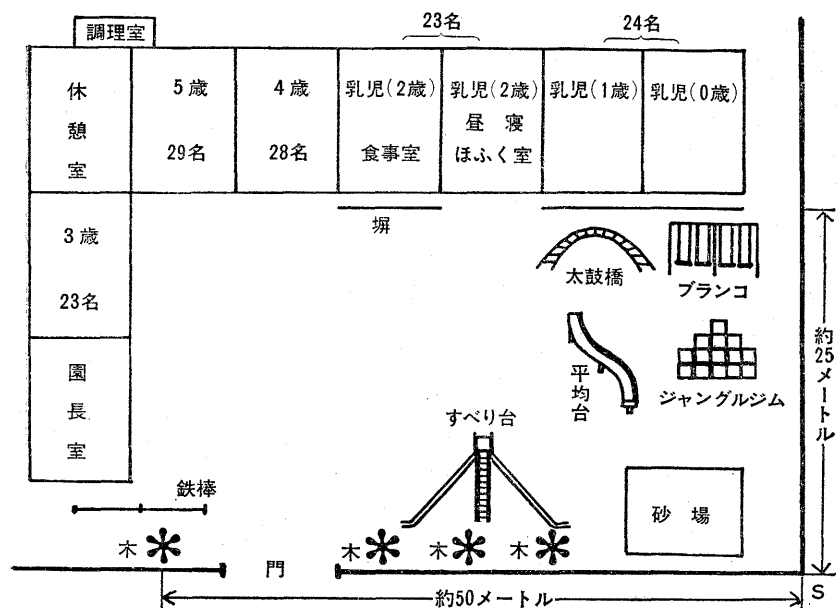 23名
24名
調理室
休憩室
5歳
29名
4歳
28名
乳児(2歳)
食事室
乳児(2歳)
昼寝
ほふく室
乳児(1歳)
乳児(0歳)
3歳
23名
塀
太鼓橋
ブランコ
平均台
ジャングルジム
約25メートル
園長室
すべり台
鉄棒
砂場
木
木
木
木
門
約50メートル
S